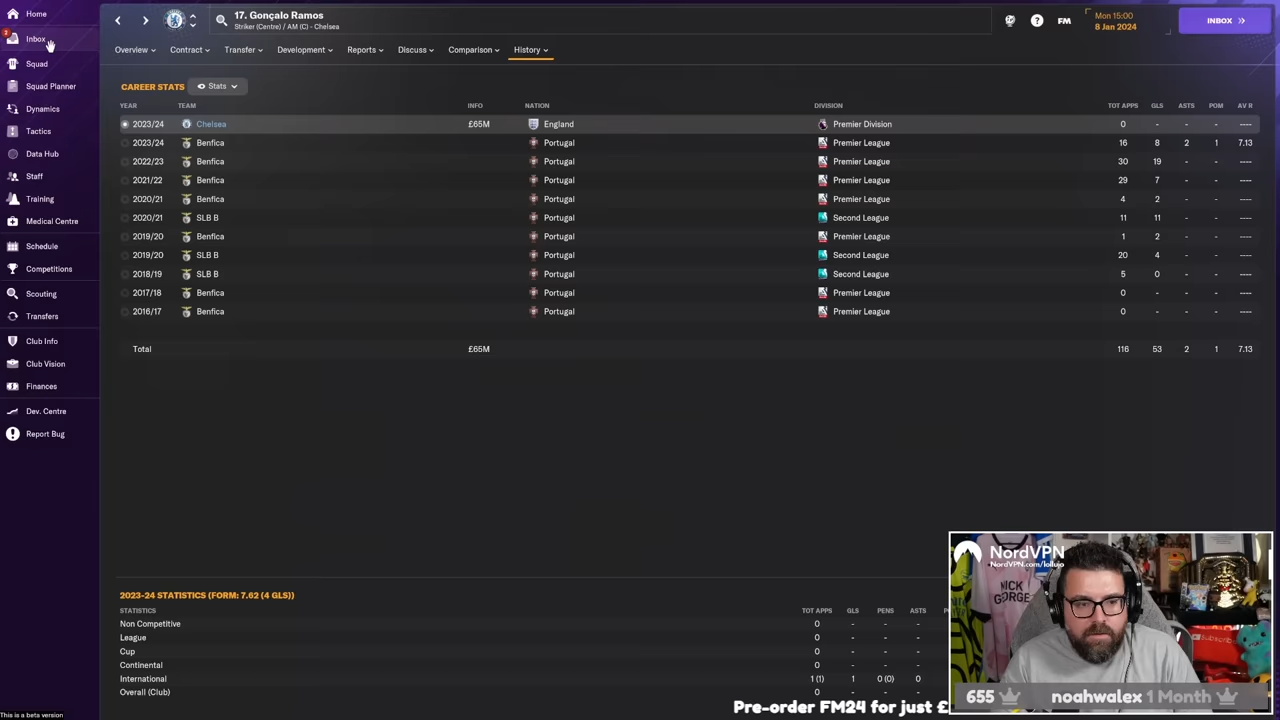 Home
17. Gonçalo Ramos
Striker (Centre) / AM (C) - Chelsea
FM
Mon 15:00
8 Jan 2024
INBOX
2
Inbox
Squad
Squad Planner
Dynamics
Tactics
Data Hub
Staff
Training
Medical Centre
Schedule
Competitions
Scouting
Transfers
Club Info
Club Vision
Finances
Dev. Centre
Report Bug
Overview Contract Transfer Development Reports Discuss Comparison History
CAREER STATS Stats
YEAR TEAM INFO NATION DIVISION TOT APPS GLS ASTS POM AV R
2023/24 Chelsea £65M England Premier Division 0 - - - ----
2023/24 Benfica Portugal Premier League 16 8 2 1 7.13
2022/23 Benfica Portugal Premier League 30 19 - - ----
2021/22 Benfica Portugal Premier League 29 7 - - ----
2020/21 Benfica Portugal Premier League 4 2 - - ----
2020/21 SLB B Portugal Second League 11 11 - - ----
2019/20 Benfica Portugal Premier League 1 2 - - ----
2019/20 SLB B Portugal Second League 20 4 - - ----
2018/19 SLB B Portugal Second League 5 0 - - ----
2017/18 Benfica Portugal Premier League 0 - - - ----
2016/17 Benfica Portugal Premier League 0 - - - ----
Total £65M 116 53 2 1 7.13
2023-24 STATISTICS (FORM: 7.62 (4 GLS))
STATISTICS TOT APPS GLS PENS ASTS
Non Competitive 0 - - -
League 0 - - -
Cup 0 - - -
Continental 0 - - -
International 1 (1) 1 0 (0) 0
Overall (Club) 0 - - -
NordVPN
NordVPN.com/lollujo
NICK
GEORGE
655 noahwalex 1 Month
Pre-order FM24 for just £
This is a beta version